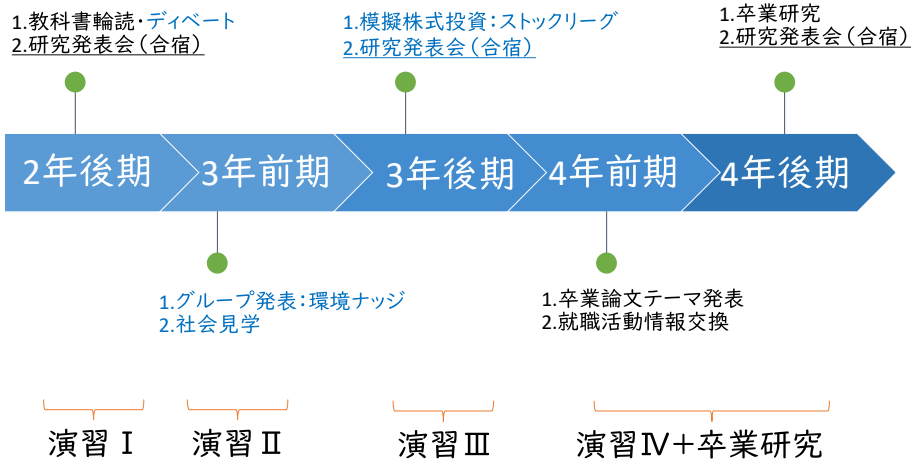 1.教科書輪読・ディベート
2.研究発表会(合宿)
1.模擬株式投資:ストックリーグ
2.研究発表会(合宿)
1.卒業研究
2.研究発表会(合宿)
2年後期
3年前期
3年後期
4年前期
4年後期
1.グループ発表:環境ナッジ
2.社会見学
1.卒業論文テーマ発表
2.就職活動情報交換
演習Ⅰ
演習Ⅱ
演習Ⅲ
演習Ⅳ+卒業研究